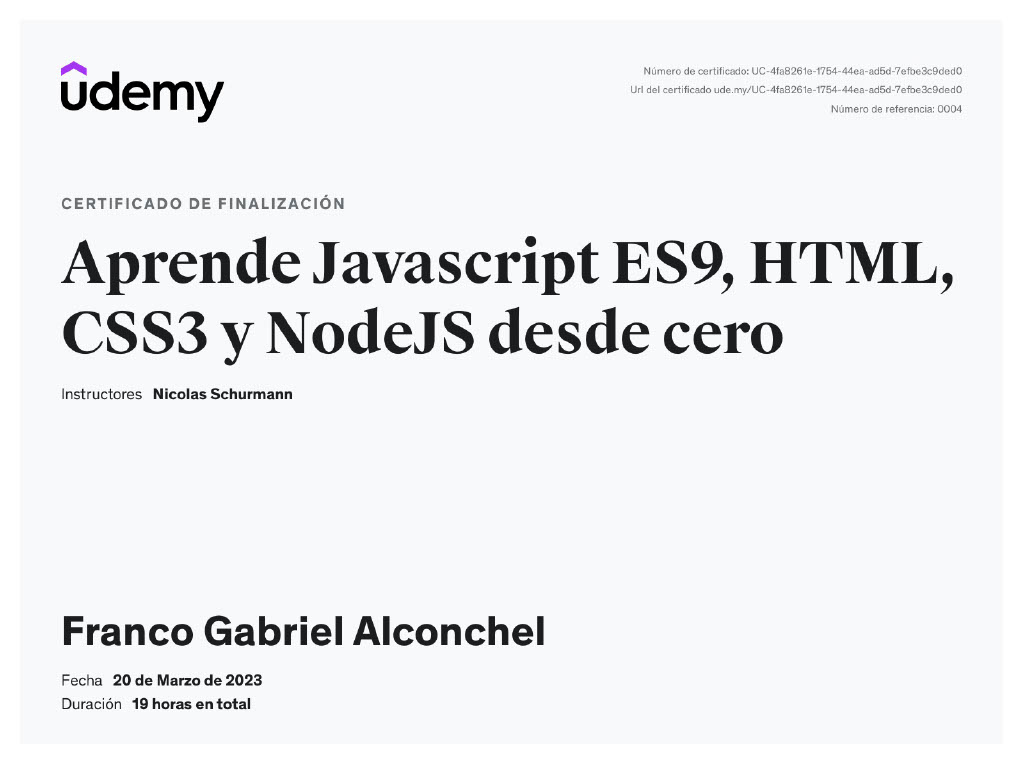 udemy
Número de certificado: UC-4fa8261e-1754-44ea-ad5d-7efbe3c9ded0
Url del certificado ude.my/UC-4fa8261e-1754-44ea-ad5d-7efbe3c9ded0
Número de referencia: 0004
CERTIFICADO DE FINALIZACIÓN
Aprende Javascript ES9, HTML,
CSS3 y NodeJS desde cero
Instructores Nicolas Schurmann
Franco Gabriel Alconchel
Fecha 20 de Marzo de 2023
Duración 19 horas en total